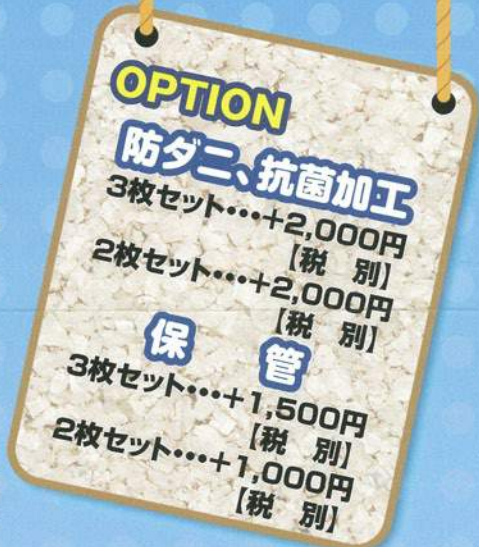 OPTION
防ダニ、抗菌加工
3枚セット・・・+2,000円
【税 別】
2枚セット・・・+2,000円
【税 別】
保 管
3枚セット・・・+1,500円
【税 別】
2枚セット・・・+1,000円
【税 別】